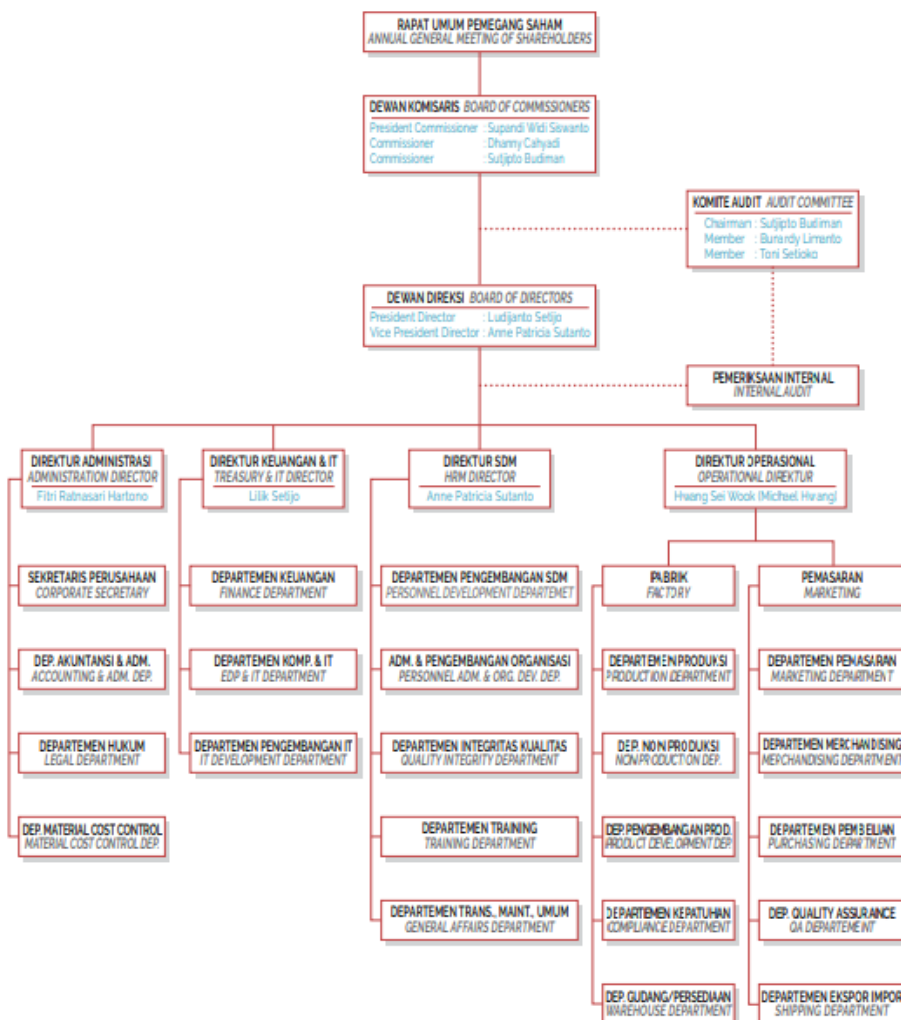 RAPAT UMUM PEMEGANG SAHAM
ANNUAL GENERAL MEETING OF SHAREHOLDERS
DEWAN KOMISARIS BOARD OF COMMISSIONERS
President Commissioner : Supandi Widi Siswanto
Commissioner : Dhanny Cahyadi
Commissioner : Sutjipto Budiman
KOMITE AUDIT AUDIT COMMITTEE
Chairman : Sutjipto Budiman
Member : Bunardy Limanto
Member : Toni Setioko
DEWAN DIREKSI BOARD OF DIRECTORS
President Director : Ludijanto Setijo
Vice President Director : Anne Patricia Sutanto
PEMERIKSAAN INTERNAL
INTERNAL AUDIT
DIREKTUR ADMINISTRASI
ADMINISTRATION DIRECTOR
Fitri Ratnasari Hartono
DIREKTUR KEUANGAN & IT
TREASURY & IT DIRECTOR
Lilik Setijo
DIREKTUR SDM
HRM DIRECTOR
Anne Patricia Sutanto
DIREKTUR OPERASIONAL
OPERATIONAL DIREKTUR
Hwang Sei Wook (Michael Hwang)
SEKRETARIS PERUSAHAAN
CORPORATE SECRETARY
DEPARTEMEN KEUANGAN
FINANCE DEPARTMENT
DEPARTEMEN PENGEMBANGAN SDM
PERSONNEL DEVELOPMENT DEPARTEMET
PABRIK
FACTORY
PEMASARAN
MARKETING
DEP. AKUNTANSI & ADM.
ACCOUNTING & ADM. DEP.
DEPARTEMEN KOMP. & IT
EDP & IT DEPARTMENT
ADM. & PENGEMBANGAN ORGANISASI
PERSONNEL ADM. & ORG. DEV. DEP.
DEPARTEMEN PRODUKSI
PRODUCTION DEPARTMENT
DEPARTEMEN PEMASARAN
MARKETING DEPARTMENT
DEPARTEMEN HUKUM
LEGAL DEPARTMENT
DEPARTEMEN PENGEMBANGAN IT
IT DEVELOPMENT DEPARTMENT
DEPARTEMEN INTEGRITAS KUALITAS
QUALITY INTEGRITY DEPARTMENT
DEP. NON PRODUKSI
NON PRODUCTION DEP.
DEPARTEMEN MERCHANDISING
MERCHANDISING DEPARTMENT
DEP. MATERIAL COST CONTROL
MATERIAL COST CONTROL DEP.
DEPARTEMEN TRAINING
TRAINING DEPARTMENT
DEP. PENGEMBANGAN PROD.
PRODUCT DEVELOPMENT DEP.
DEPARTEMEN PEMBELIAN
PURCHASING DEPARTMENT
DEPARTEMEN TRANS., MAINT., UMUM
GENERAL AFFAIRS DEPARTMENT
DEPARTEMEN KEPATUHAN
COMPLIANCE DEPARTMENT
DEP. QUALITY ASSURANCE
QA DEPARTEMENT
DEP. GUDANG/PERSEDIAAN
WAREHOUSE DEPARTMENT
DEPARTEMEN EKSPOR IMPOR
SHIPPING DEPARTMENT